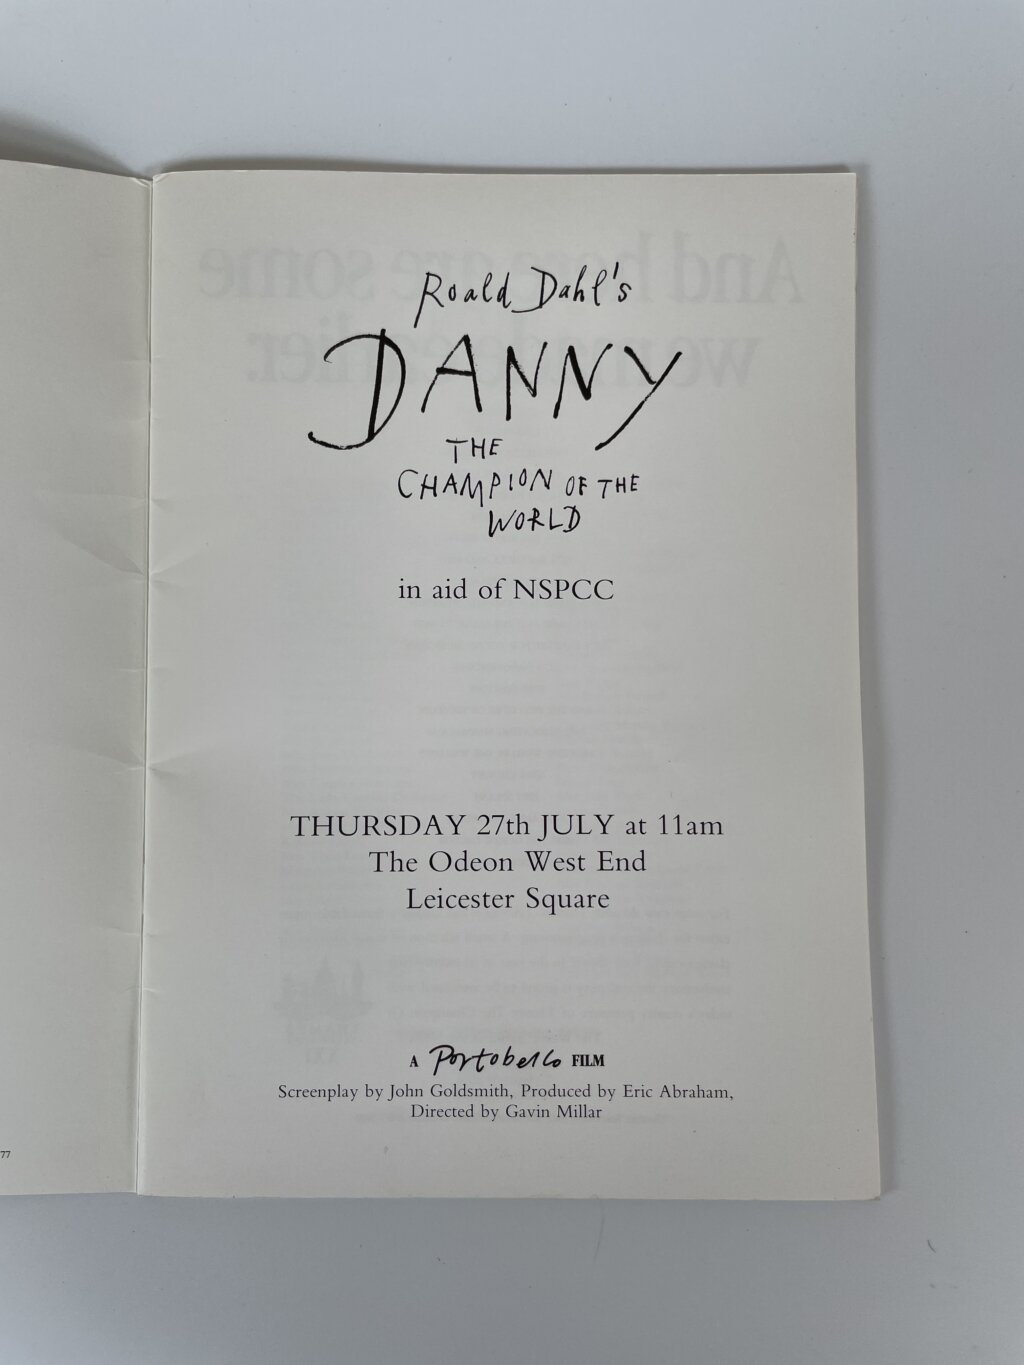 Roald Dahl's
DANNY
THE
CHAMPION OF THE
WORLD
in aid of NSPCC
THURSDAY 27th JULY at 11am
The Odeon West End
Leicester Square
A Portobello FILM
Screenplay by John Goldsmith, Produced by Eric Abraham,
Directed by Gavin Millar
77